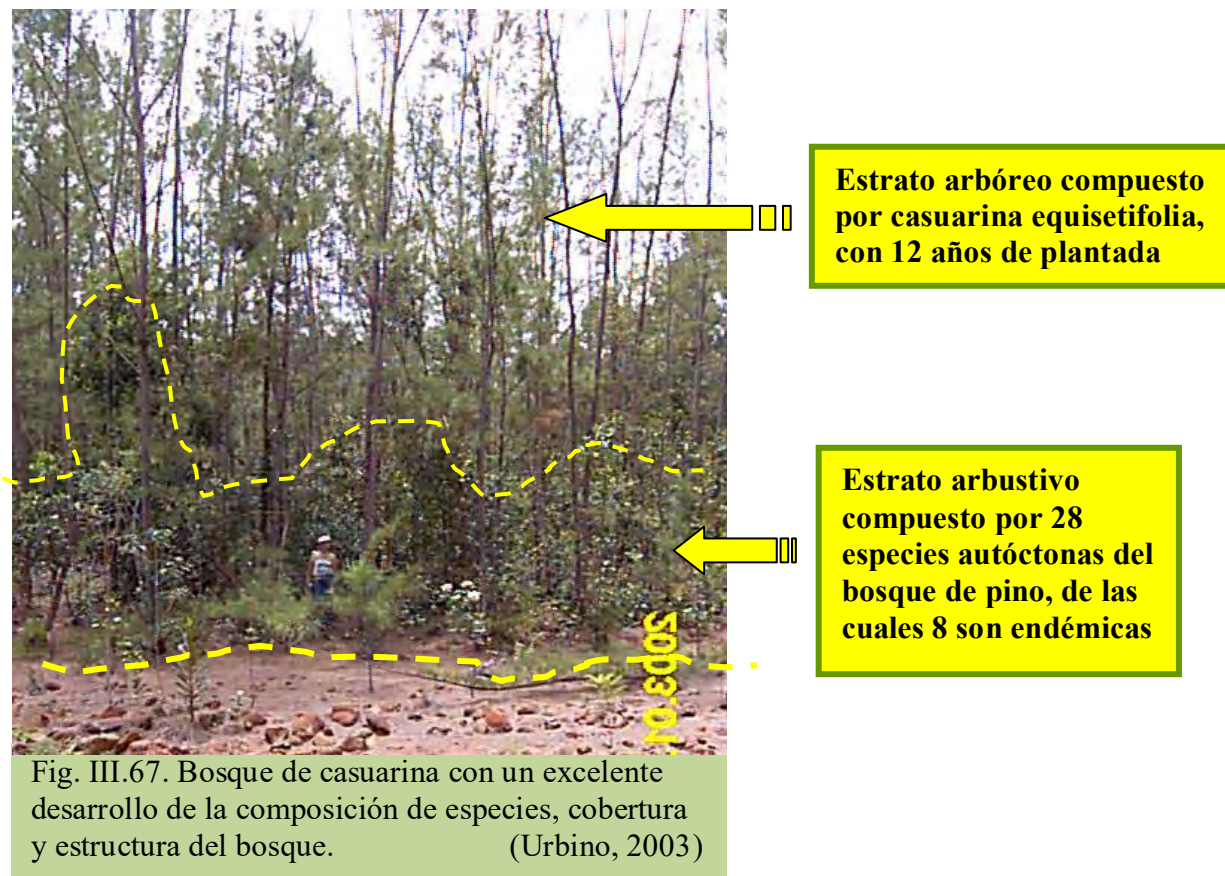 Estrato arbóreo compuesto
por casuarina equisetifolia,
con 12 años de plantada
Estrato arbustivo
compuesto por 28
especies autóctonas del
bosque de pino, de las
cuales 8 son endémicas
2003.01
Fig. III.67. Bosque de casuarina con un excelente
desarrollo de la composición de especies, cobertura
y estructura del bosque. (Urbino, 2003)